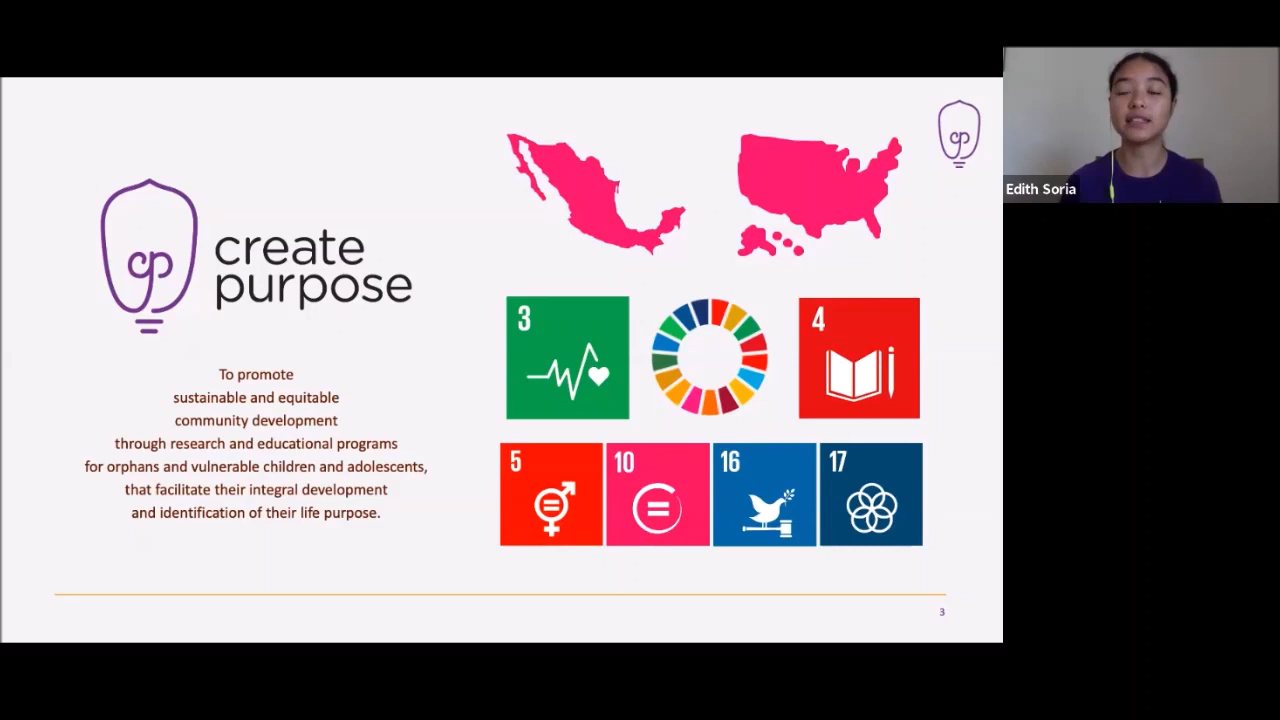 cp
create
purpose
To promote
sustainable and equitable
community development
through research and educational programs
for orphans and vulnerable children and adolescents,
that facilitate their integral development
and identification of their life purpose.
cp
3
4
5
10
16
17
3
Edith Soria